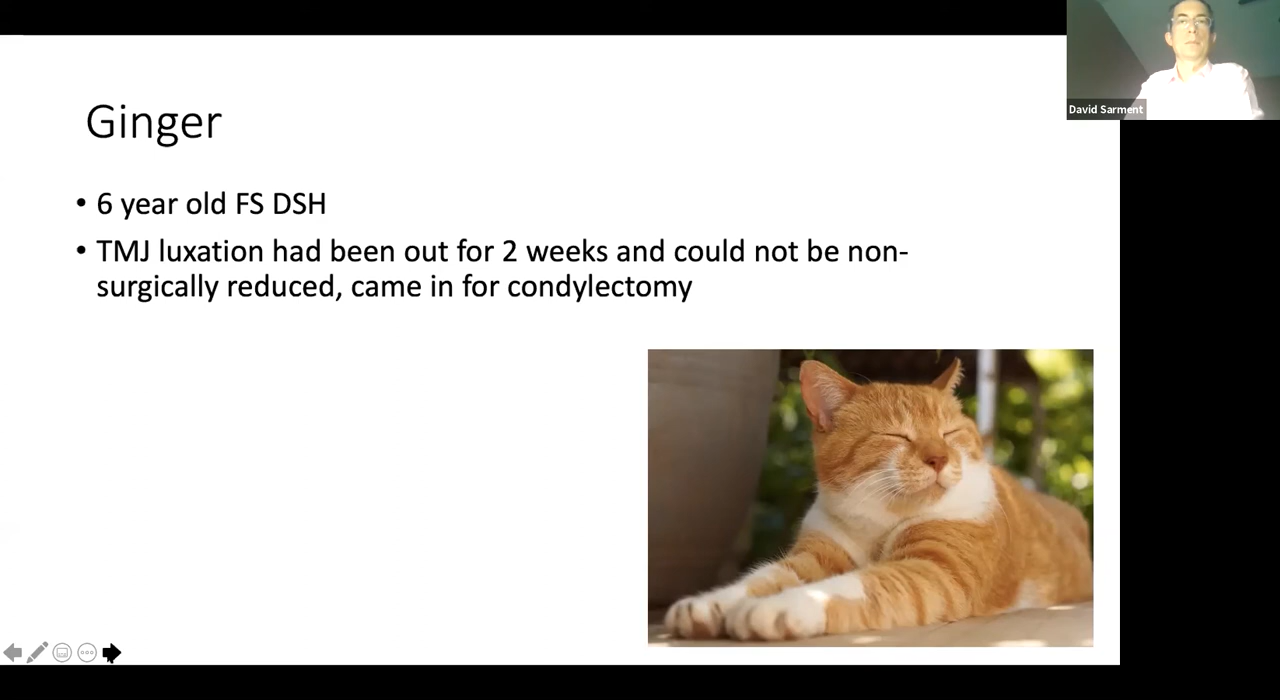 David Sarment
Ginger
• 6 year old FS DSH
• TMJ luxation had been out for 2 weeks and could not be non-
surgically reduced, came in for condylectomy